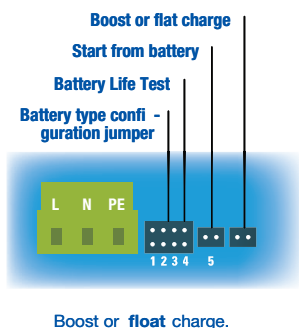 Boost or flat charge
Start from battery
Battery Life Test
Battery type confi -
guration jumper
L N PE
1 2 3 4 5
Boost or float charge.